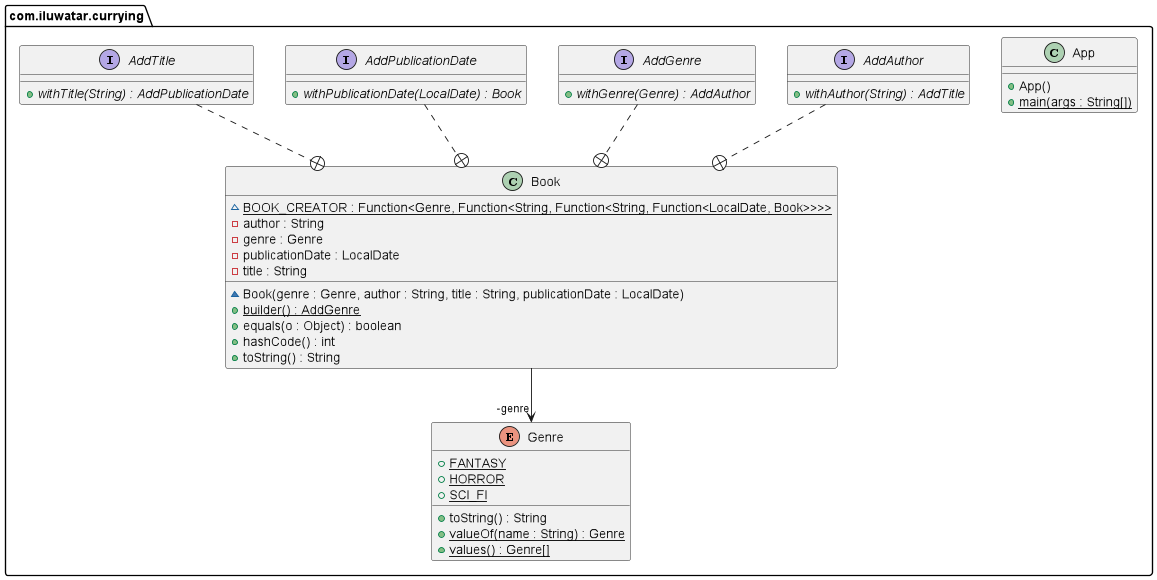 com.iluwatar.currying
I AddTitle
withTitle(String) : AddPublicationDate
I AddPublicationDate
withPublicationDate(LocalDate) : Book
I AddGenre
withGenre(Genre) : AddAuthor
I AddAuthor
withAuthor(String) : AddTitle
C App
App()
main(args : String[])
C Book
BOOK_CREATOR : Function<Genre, Function<String, Function<String, Function<LocalDate, Book>>>>
author : String
genre : Genre
publicationDate : LocalDate
title : String
Book(genre : Genre, author : String, title : String, publicationDate : LocalDate)
builder() : AddGenre
equals(o : Object) : boolean
hashCode() : int
toString() : String
-genre
E Genre
FANTASY
HORROR
SCI_FI
toString() : String
valueOf(name : String) : Genre
values() : Genre[]